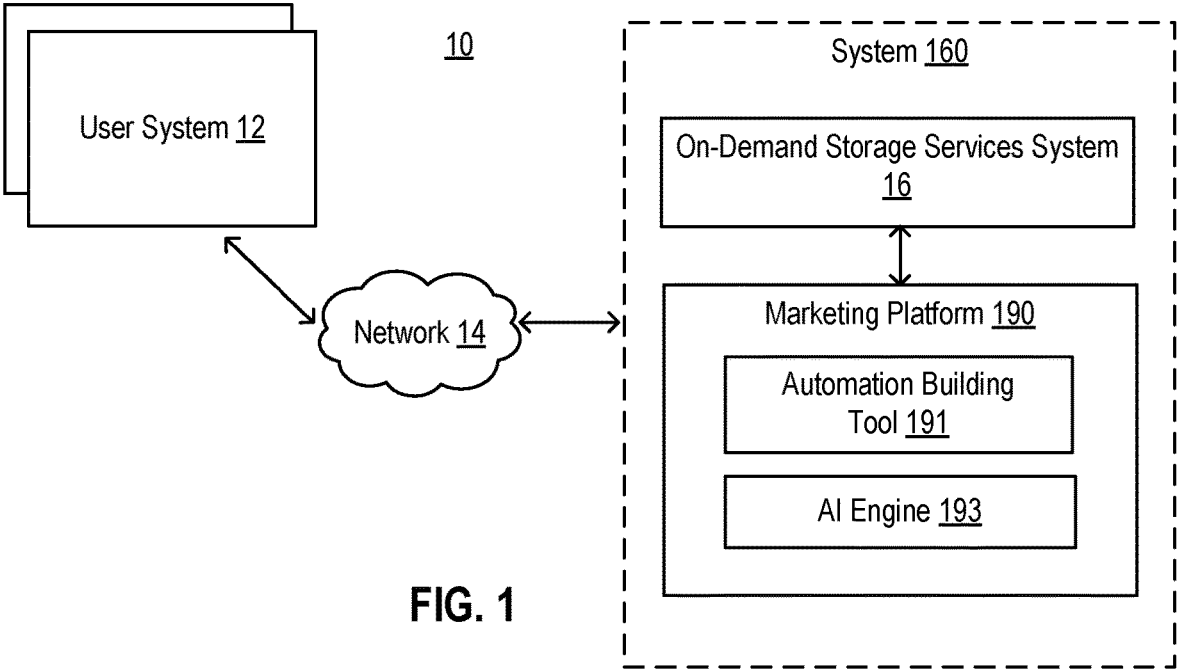 10
User System 12
Network 14
System 160
On-Demand Storage Services System
16
Marketing Platform 190
Automation Building
Tool 191
AI Engine 193
FIG. 1